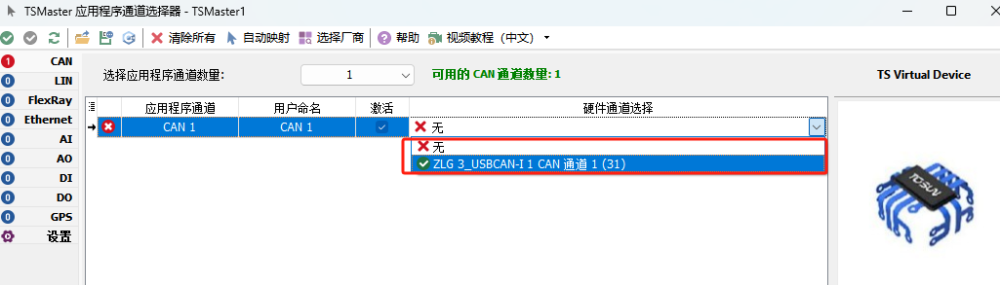 TSMaster 应用程序通道选择器 - TSMaster1
清除所有 自动映射 选择厂商 帮助 视频教程（中文）
1 CAN
0 LIN
0 FlexRay
0 Ethernet
0 AI
0 AO
0 DI
0 DO
0 GPS
设置
选择应用程序通道数量: 1 可用的 CAN 通道数量: 1
TS Virtual Device
应用程序通道 用户命名 激活 硬件通道选择
CAN 1 CAN 1 无
无
ZLG 3_USBCAN-I 1 CAN 通道 1 (31)
TOSUN